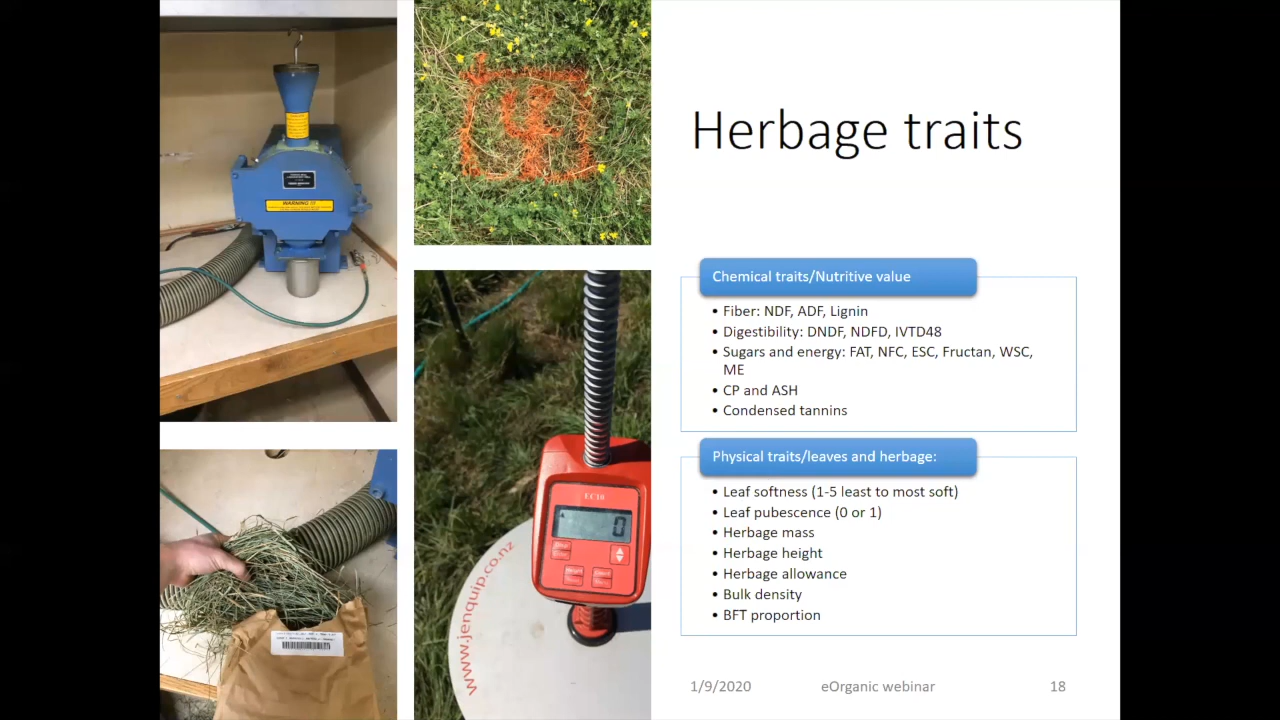 Herbage traits
Chemical traits/Nutritive value
• Fiber: NDF, ADF, Lignin
• Digestibility: DNDF, NDFD, IVTD48
• Sugars and energy: FAT, NFC, ESC, Fructan, WSC,
ME
• CP and ASH
• Condensed tannins
Physical traits/leaves and herbage:
• Leaf softness (1-5 least to most soft)
• Leaf pubescence (0 or 1)
• Herbage mass
• Herbage height
• Herbage allowance
• Bulk density
• BFT proportion
1/9/2020
eOrganic webinar
18
WARNING
EC10
0
www.jenquip.co.nz